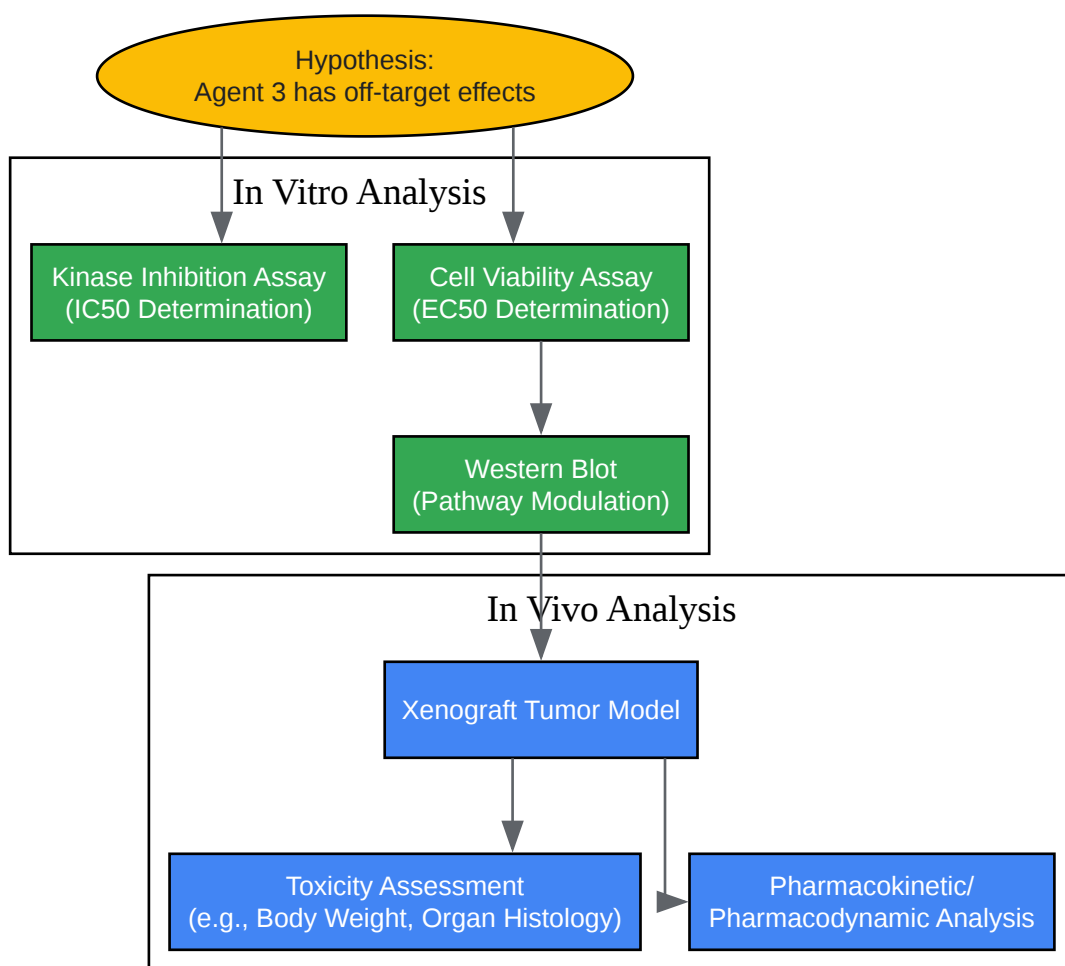 Hypothesis:
Agent 3 has off-target effects
In Vitro Analysis
Kinase Inhibition Assay
(IC50 Determination)
Cell Viability Assay
(EC50 Determination)
Western Blot
(Pathway Modulation)
In Vivo Analysis
Xenograft Tumor Model
Toxicity Assessment
(e.g., Body Weight, Organ Histology)
Pharmacokinetic/
Pharmacodynamic Analysis